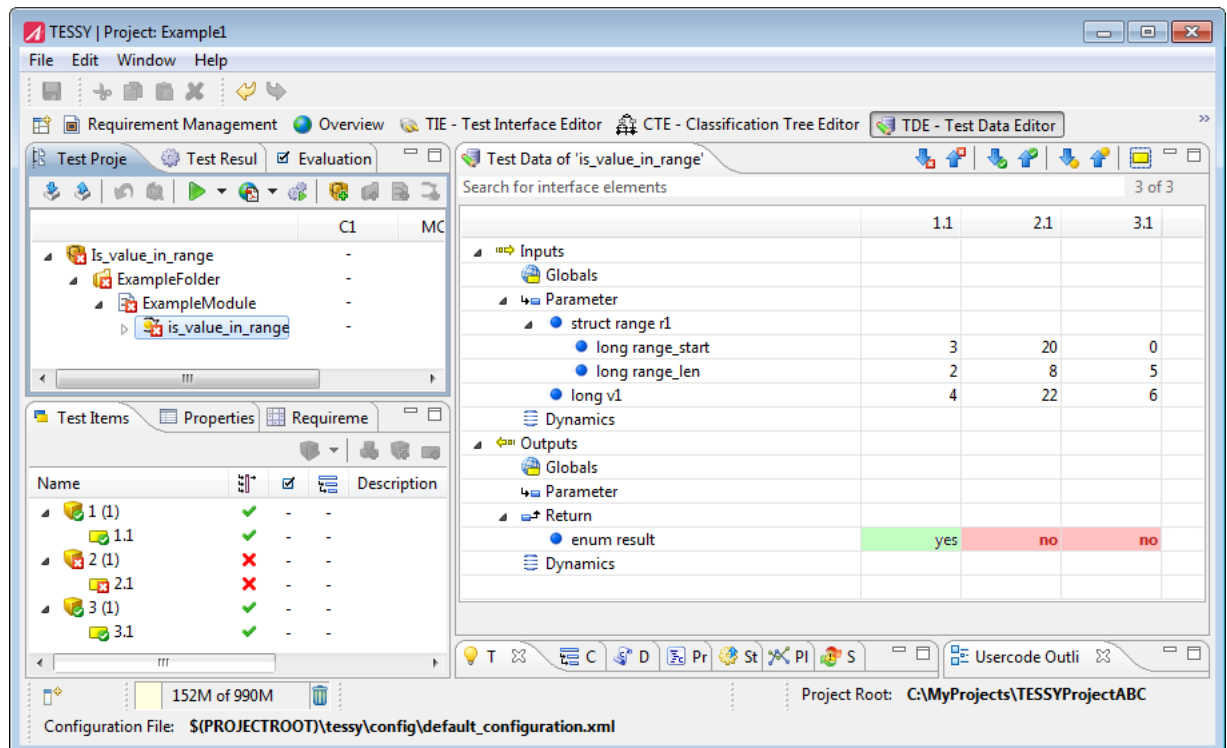 TESSY | Project: Example1
File Edit Window Help
Requirement Management Overview TIE - Test Interface Editor CTE - Classification Tree Editor TDE - Test Data Editor »
Test Proje Test Resul Evaluation
C1 MC
Is_value_in_range -
ExampleFolder -
ExampleModule -
is_value_in_range -
Test Items Properties Requireme
Name Description
1 (1) - -
1.1 - -
2 (1) - -
2.1 - -
3 (1) - -
3.1 - -
Test Data of 'is_value_in_range'
Search for interface elements 3 of 3
1.1 2.1 3.1
Inputs
Globals
Parameter
struct range r1
long range_start 3 20 0
long range_len 2 8 5
long v1 4 22 6
Dynamics
Outputs
Globals
Parameter
Return
enum result yes no no
Dynamics
T C D Pr St Pl S Usercode Outli
152M of 990M Project Root: C:\MyProjects\TESSYProjectABC
Configuration File: $(PROJECTROOT)\tessy\config\default_configuration.xml